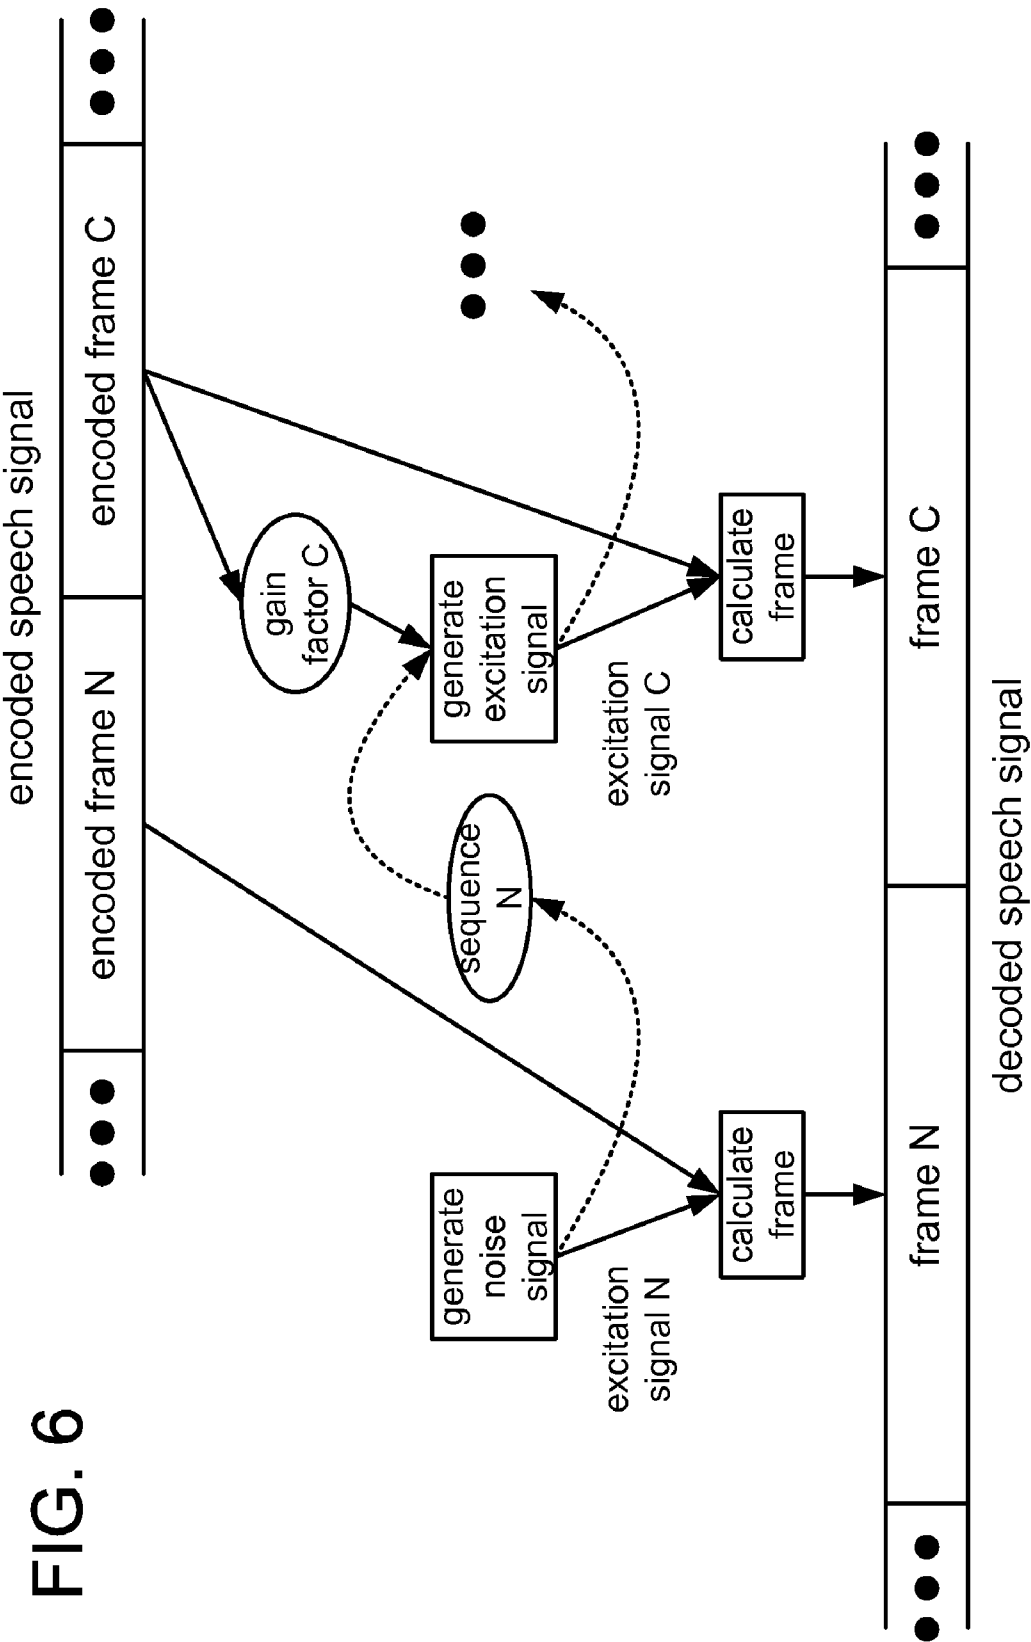 FIG. 6
encoded speech signal
encoded frame N
encoded frame C
gain
factor C
generate
noise
signal
sequence
N
generate
excitation
signal
excitation
signal N
excitation
signal C
calculate
frame
calculate
frame
frame N
frame C
decoded speech signal